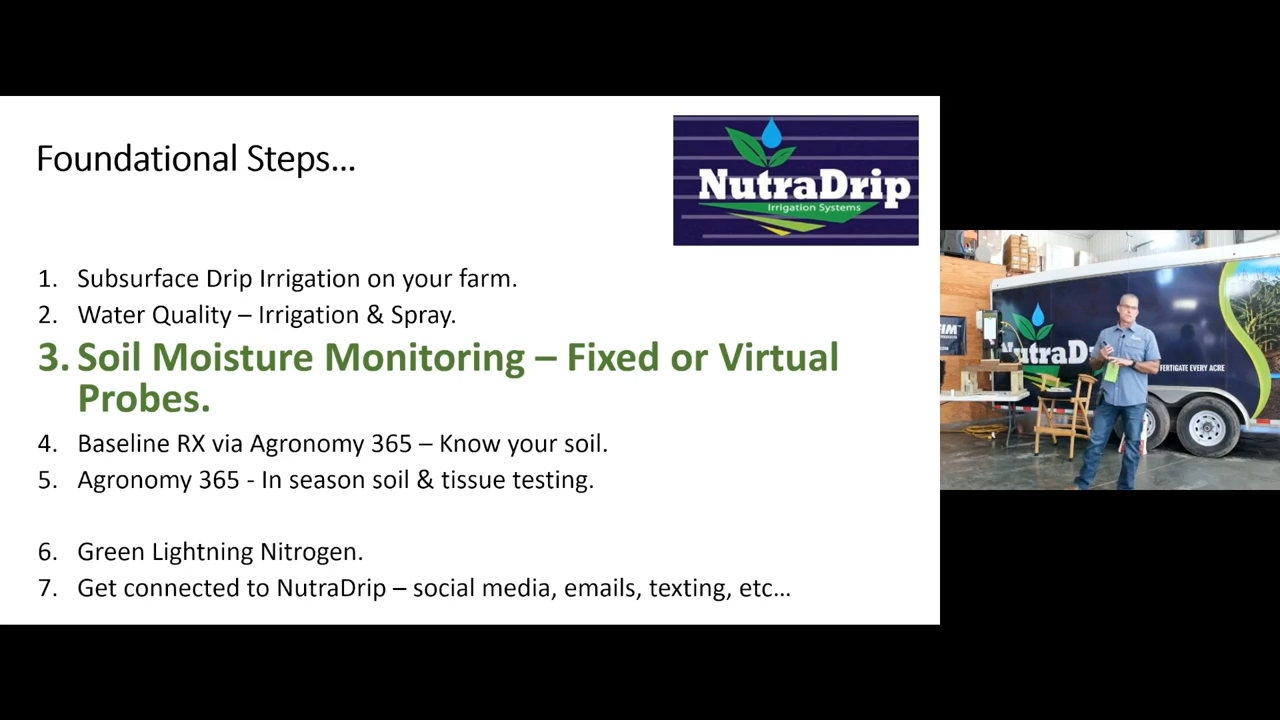 Foundational Steps...
NutraDrip
Irrigation Systems
1. Subsurface Drip Irrigation on your farm.
2. Water Quality – Irrigation & Spray.
3. Soil Moisture Monitoring – Fixed or Virtual
Probes.
4. Baseline RX via Agronomy 365 – Know your soil.
5. Agronomy 365 - In season soil & tissue testing.
6. Green Lightning Nitrogen.
7. Get connected to NutraDrip – social media, emails, texting, etc...
FERTIGATE EVERY ACRE